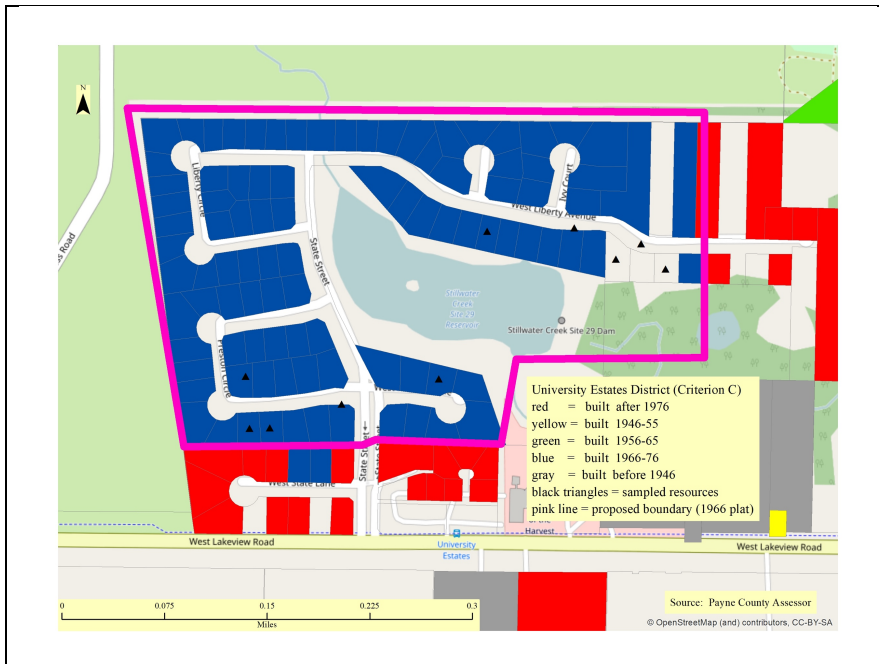 N
Liberty Circle
Ivy Court
West Liberty Avenue
State Street
Stillwater
Creek
Site 29
Reservoir
Stillwater Creek Site 29 Dam
Preston Circle
University Estates District (Criterion C)
red = built after 1976
yellow = built 1946-55
green = built 1956-65
blue = built 1966-76
gray = built before 1946
black triangles = sampled resources
pink line = proposed boundary (1966 plat)
State Street
State Street
West State Lane
Harvest
West Lakeview Road
University
Estates
West Lakeview Road
0 0.075 0.15 0.225 0.3
Miles
Source: Payne County Assessor
© OpenStreetMap (and) contributors, CC-BY-SA